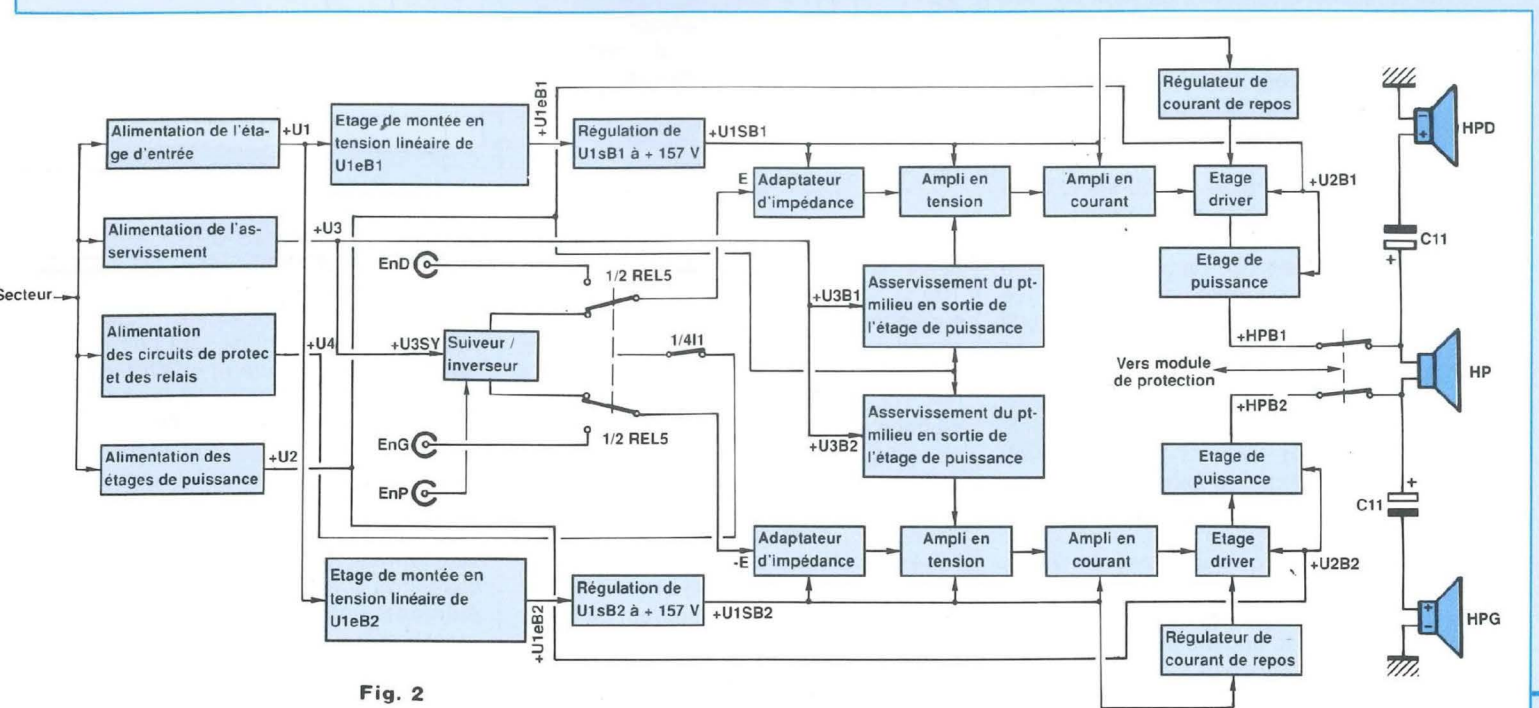 Régulateur de
courant de repos
HPD
Alimentation de l'éta-
ge d'entrée
+U1
Etage de montée en
tension linéaire de
U1eB1
+U1eB1
Régulation de
U1sB1 à + 157 V
+U1SB1
E
Adaptateur
d'impédance
Ampli en
tension
Ampli en
courant
Etage
driver
+U2B1
Alimentation de l'as-
servissement
+U3
EnD
1/2 REL5
C11
+
Etage de
puissance
Asservissement du pt-
milieu en sortie de
l'étage de puissance
+U3B1
Secteur
Alimentation
des circuits de protec
et des relais
+U4
+U3SY
Suiveur /
inverseur
1/4I1
+HPB1
Vers module
de protection
HP
+HPB2
Asservissement du pt-
milieu en sortie de
l'étage de puissance
+U3B2
1/2 REL5
EnG
EnP
Alimentation des
étages de puissance
+U2
Etage de
puissance
+
C11
Adaptateur
d'impédance
-E
Ampli en
tension
Ampli en
courant
Etage
driver
+U2B2
Etage de montée en
tension linéaire de
U1eB2
+U1eB2
Régulation de
U1sB2 à + 157 V
+U1SB2
Régulateur de
courant de repos
HPG
Fig. 2